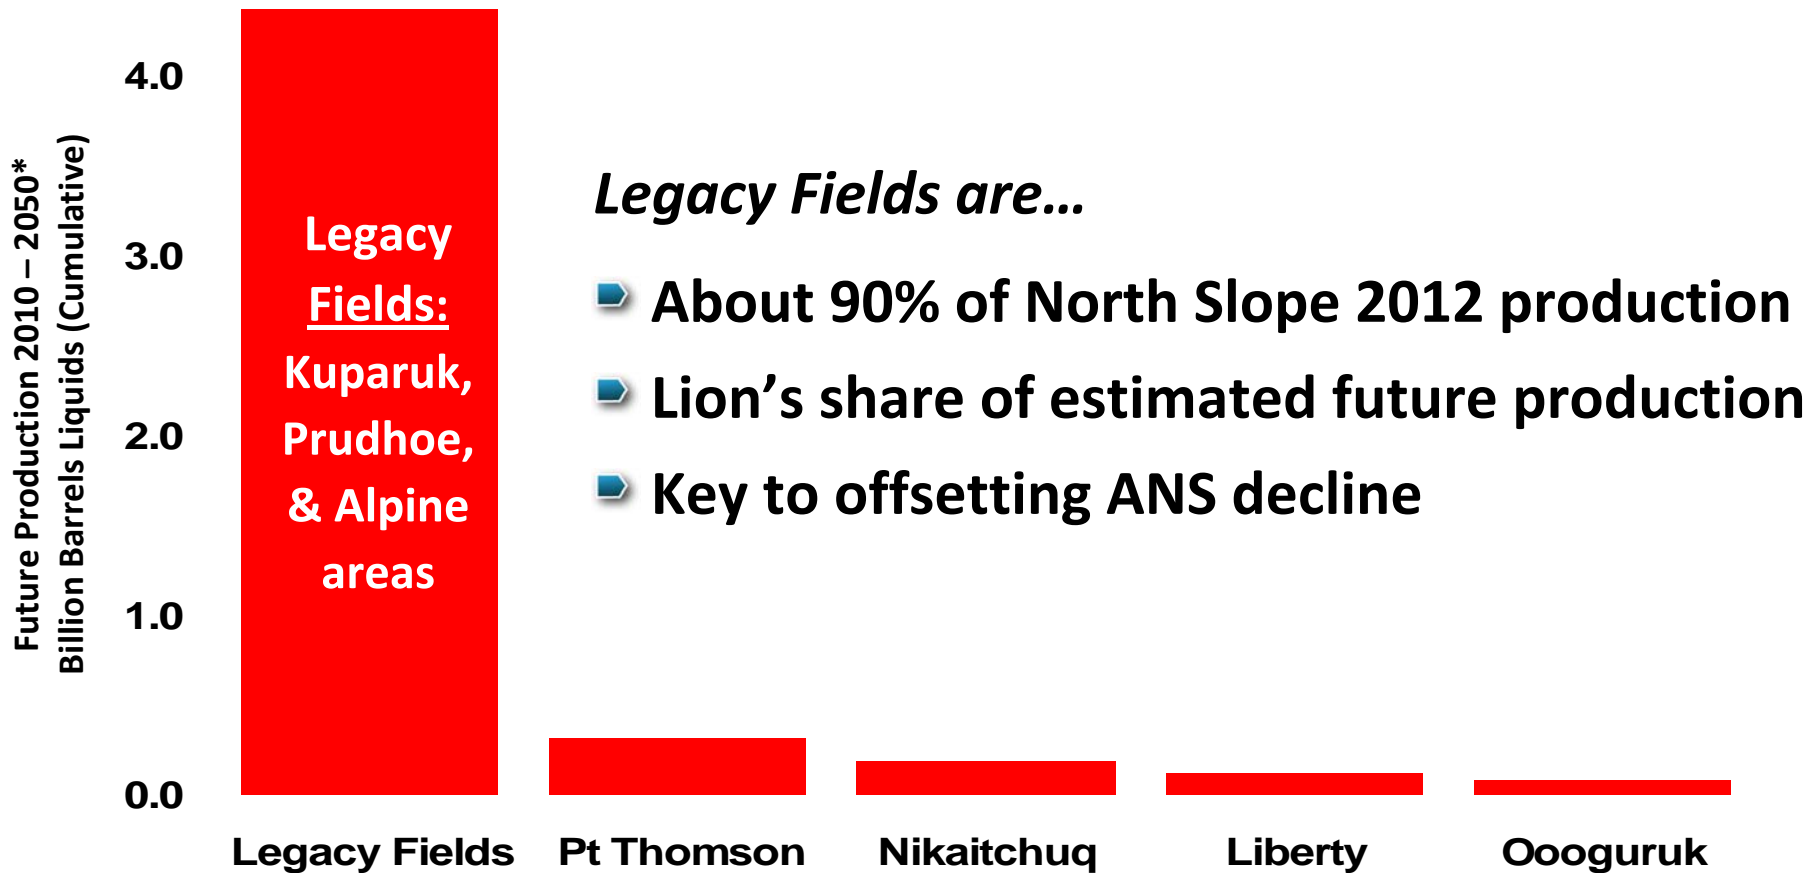 Future Production 2010 – 2050*
Billion Barrels Liquids (Cumulative)
4.0
3.0
2.0
1.0
0.0
Legacy
Fields:
Kuparuk,
Prudhoe,
& Alpine
areas
Legacy Fields are…
About 90% of North Slope 2012 production
Lion’s share of estimated future production
Key to offsetting ANS decline
Legacy Fields
Pt Thomson
Nikaitchuq
Liberty
Oooguruk